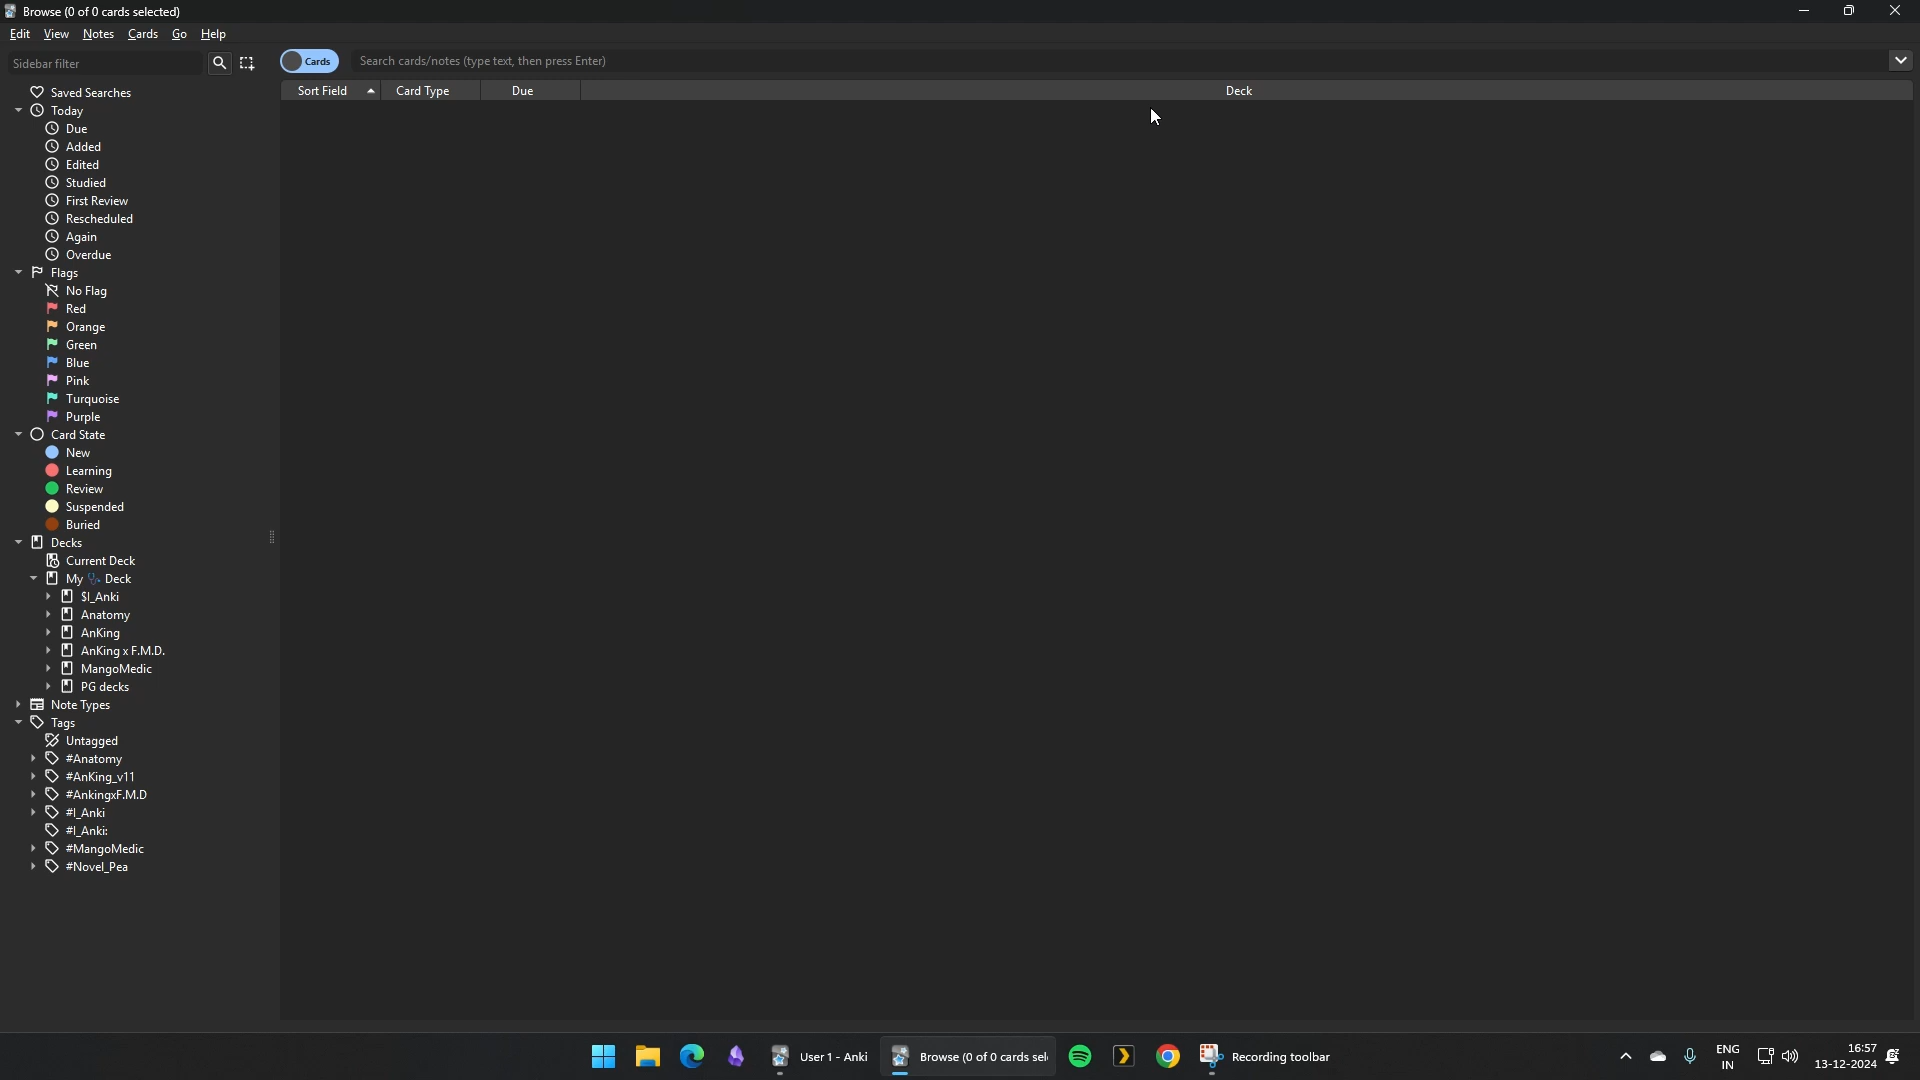 Browse (0 of 0 cards selected)
Edit View Notes Cards Go Help
Sidebar filter
Cards
Search cards/notes (type text, then press Enter)
Sort Field Card Type Due Deck
Saved Searches
Today
Due
Added
Edited
Studied
First Review
Rescheduled
Again
Overdue
Flags
No Flag
Red
Orange
Green
Blue
Pink
Turquoise
Purple
Card State
New
Learning
Review
Suspended
Buried
Decks
Current Deck
My 🩺 Deck
$I_Anki
Anatomy
AnKing
AnKing x F.M.D.
MangoMedic
PG decks
Note Types
Tags
Untagged
#Anatomy
#AnKing_v11
#AnkingxF.M.D
#I_Anki
#I_Anki:
#MangoMedic
#Novel_Pea
User 1 - Anki
Browse (0 of 0 cards sele
Recording toolbar
ENG
IN
16:57
13-12-2024